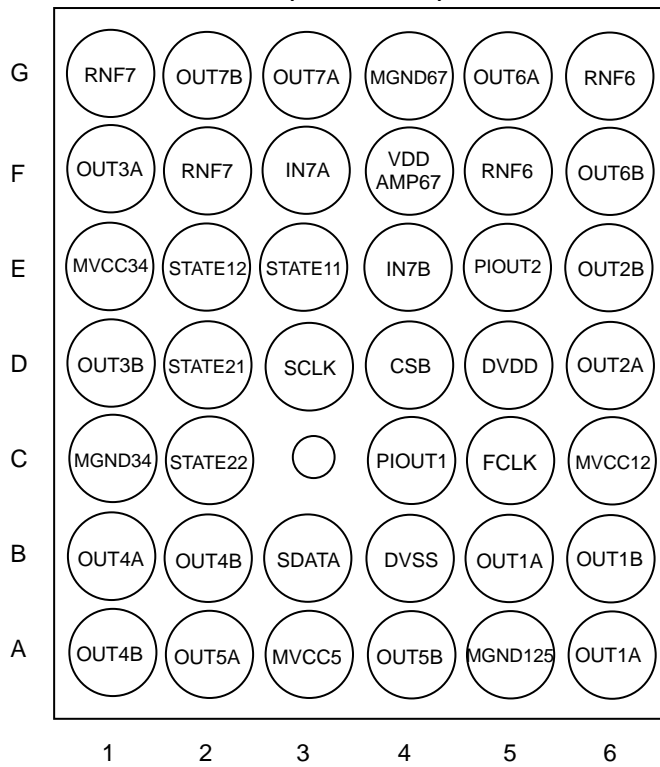 G RNF7 OUT7B OUT7A MGND67 OUT6A RNF6
F OUT3A RNF7 IN7A VDD AMP67 RNF6 OUT6B
E MVCC34 STATE12 STATE11 IN7B PIOUT2 OUT2B
D OUT3B STATE21 SCLK CSB DVDD OUT2A
C MGND34 STATE22 PIOUT1 FCLK MVCC12
B OUT4A OUT4B SDATA DVSS OUT1A OUT1B
A OUT4B OUT5A MVCC5 OUT5B MGND125 OUT1A
1 2 3 4 5 6